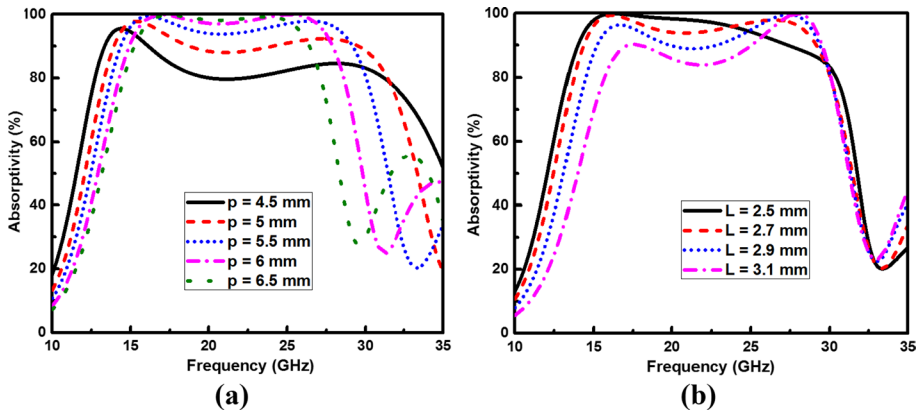 100
80
60
40
20
0
Absorptivity (%)
p = 4.5 mm
p = 5 mm
p = 5.5 mm
p = 6 mm
p = 6.5 mm
10 15 20 25 30 35
Frequency (GHz)
(a)
100
80
60
40
20
0
Absorptivity (%)
L = 2.5 mm
L = 2.7 mm
L = 2.9 mm
L = 3.1 mm
10 15 20 25 30 35
Frequency (GHz)
(b)